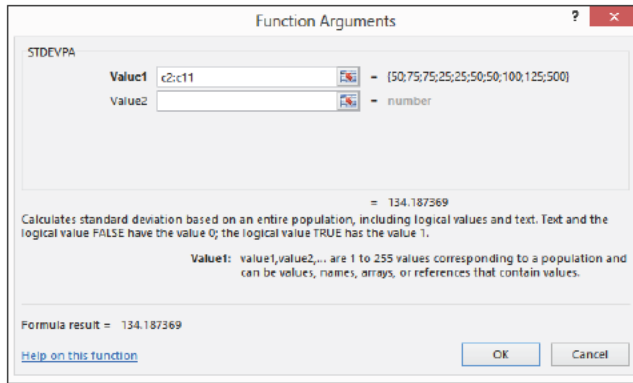 Function Arguments ? ×
STDEVPA
Value1 c2:c11 = {50;75;75;25;25;50;50;100;125;500}
Value2 = number
= 134.187369
Calculates standard deviation based on an entire population, including logical values and text. Text and the
logical value FALSE have the value 0; the logical value TRUE has the value 1.
Value1: value1,value2,... are 1 to 255 values corresponding to a population and
can be values, names, arrays, or references that contain values.
Formula result = 134.187369
Help on this function OK Cancel